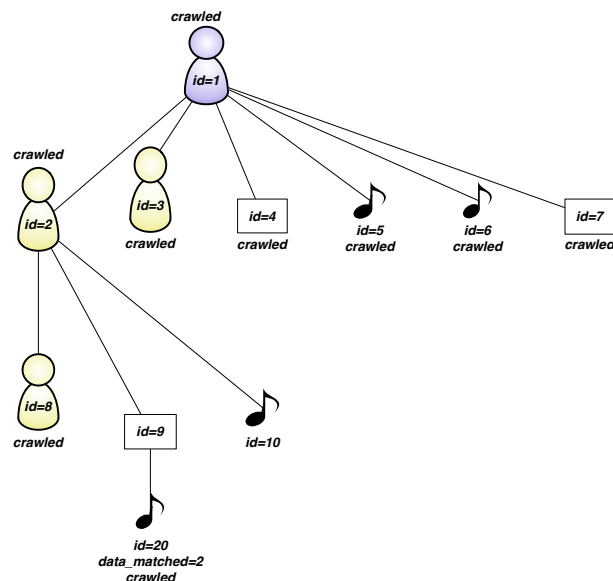 crawled
id=1
crawled
id=2
id=3
crawled
id=4
crawled
id=5
crawled
id=6
crawled
id=7
crawled
id=8
crawled
id=9
id=10
id=20
data_matched=2
crawled